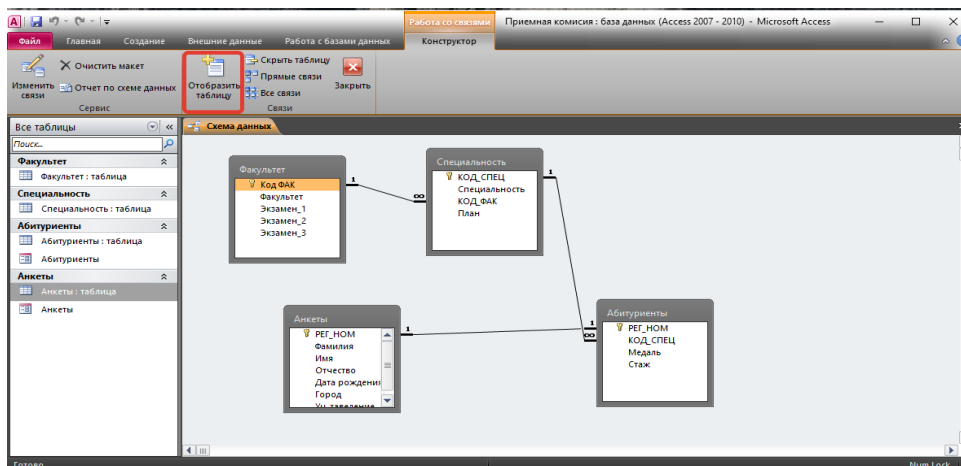 Работа со связями
Приемная комисия : база данных (Access 2007 - 2010) - Microsoft Access
Файл Главная Создание Внешние данные Работа с базами данных Конструктор
Изменить связи
Очистить макет
Отчет по схеме данных
Сервис
Отобразить таблицу
Скрыть таблицу
Прямые связи
Все связи
Связи
Закрыть
Все таблицы
Поиск...
Факультет
Факультет : таблица
Специальность
Специальность : таблица
Абитуриенты
Абитуриенты : таблица
Абитуриенты
Анкеты
Анкеты : таблица
Анкеты
Схема данных
Факультет
Код ФАК
Факультет
Экзамен_1
Экзамен_2
Экзамен_3
1
∞
Специальность
КОД_СПЕЦ
Специальность
КОД_ФАК
План
1
Анкеты
РЕГ_НОМ
Фамилия
Имя
Отчество
Дата рождения
Город
1
1
∞
Абитуриенты
РЕГ_НОМ
КОД_СПЕЦ
Медаль
Стаж
Готово
Num Lock